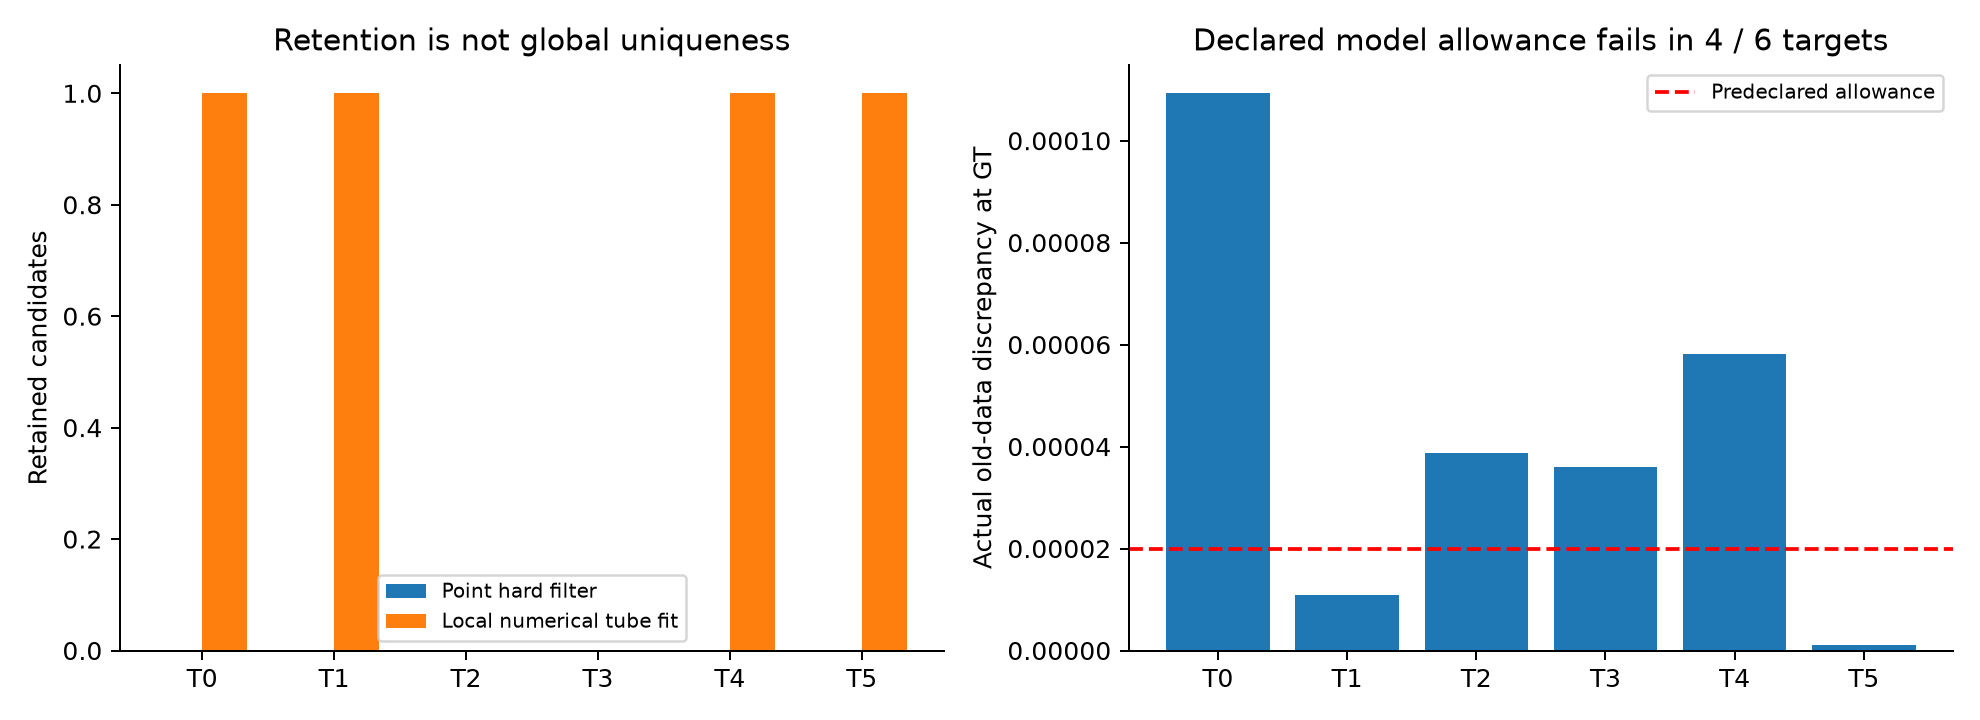 Retention is not global uniqueness
Retained candidates
1.0
0.8
0.6
0.4
0.2
0.0
Point hard filter
Local numerical tube fit
T0 T1 T2 T3 T4 T5
Declared model allowance fails in 4 / 6 targets
Actual old-data discrepancy at GT
Predeclared allowance
0.00010
0.00008
0.00006
0.00004
0.00002
0.00000
T0 T1 T2 T3 T4 T5